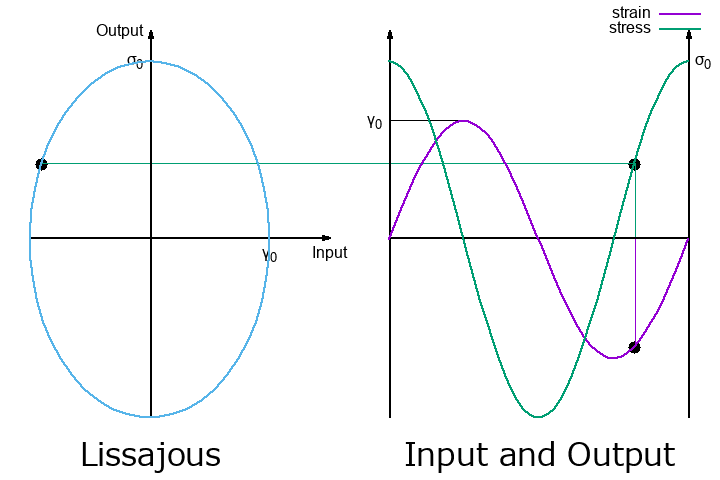 Output
σ0
γ0
Input
Lissajous
strain
stress
σ0
γ0
Input and Output